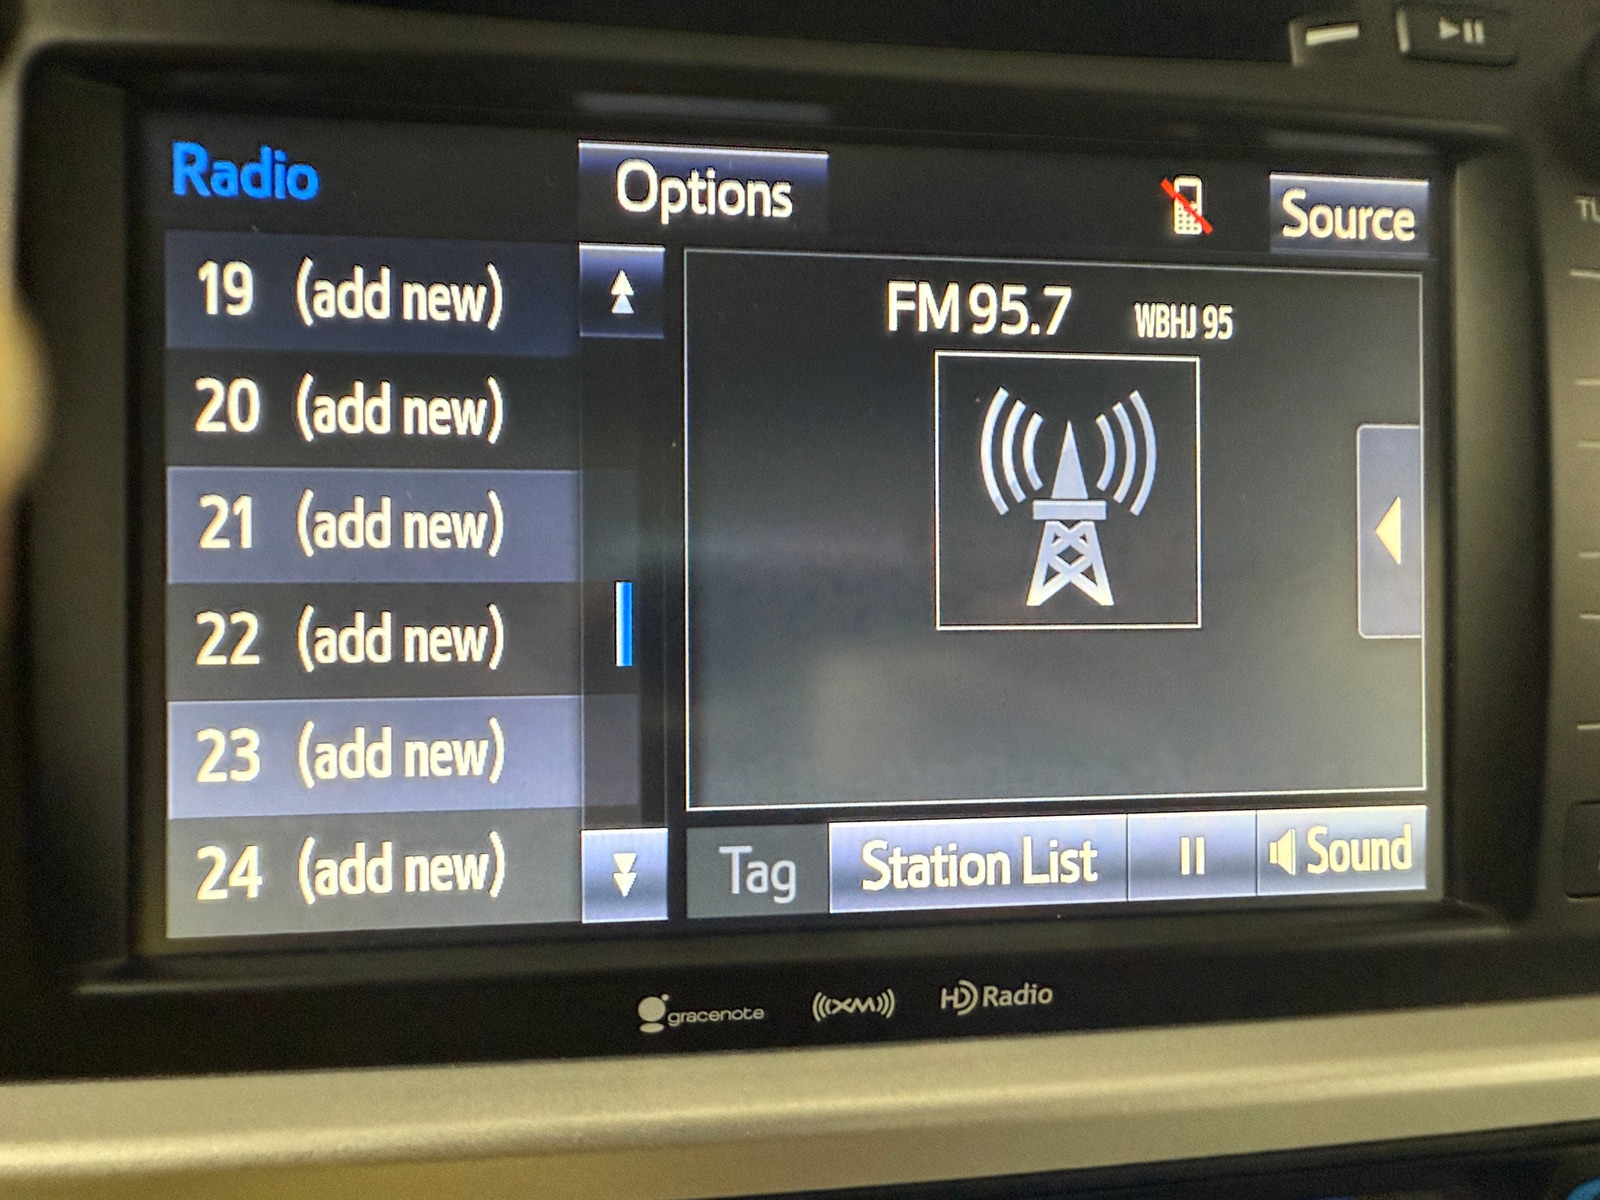 Radio
Options
Source
19 (add new)
20 (add new)
21 (add new)
22 (add new)
23 (add new)
24 (add new)
FM 95.7 WBHJ 95
Tag
Station List
Sound
gracenote
((XM))
HD Radio
TU